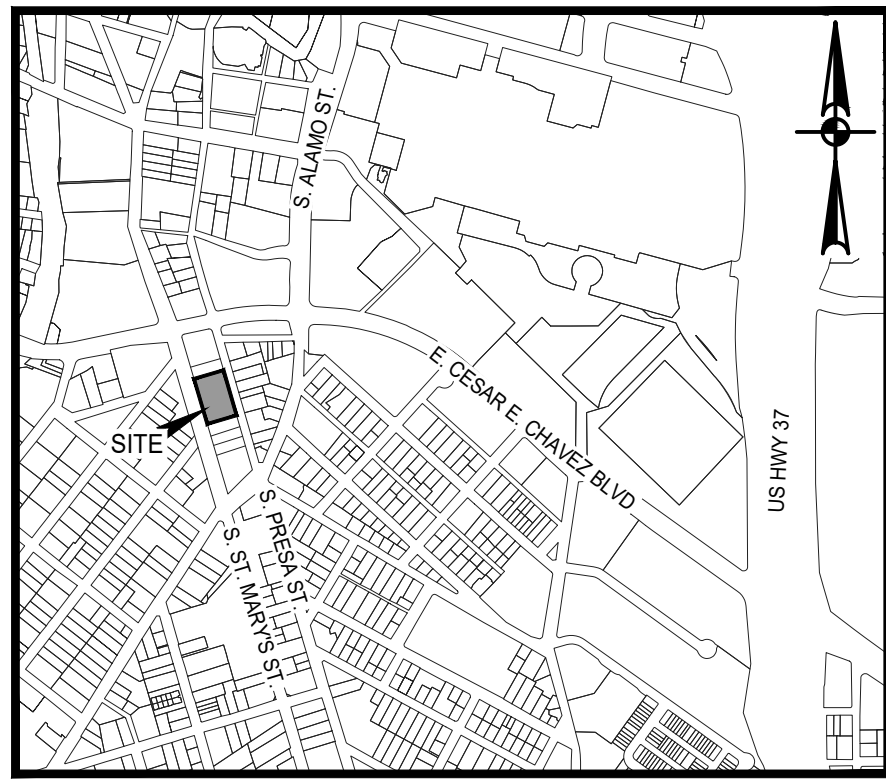 S. ALAMO ST.
E. CESAR E. CHAVEZ BLVD
US HWY 37
SITE
S. PRESA ST.
S. ST. MARY'S ST.